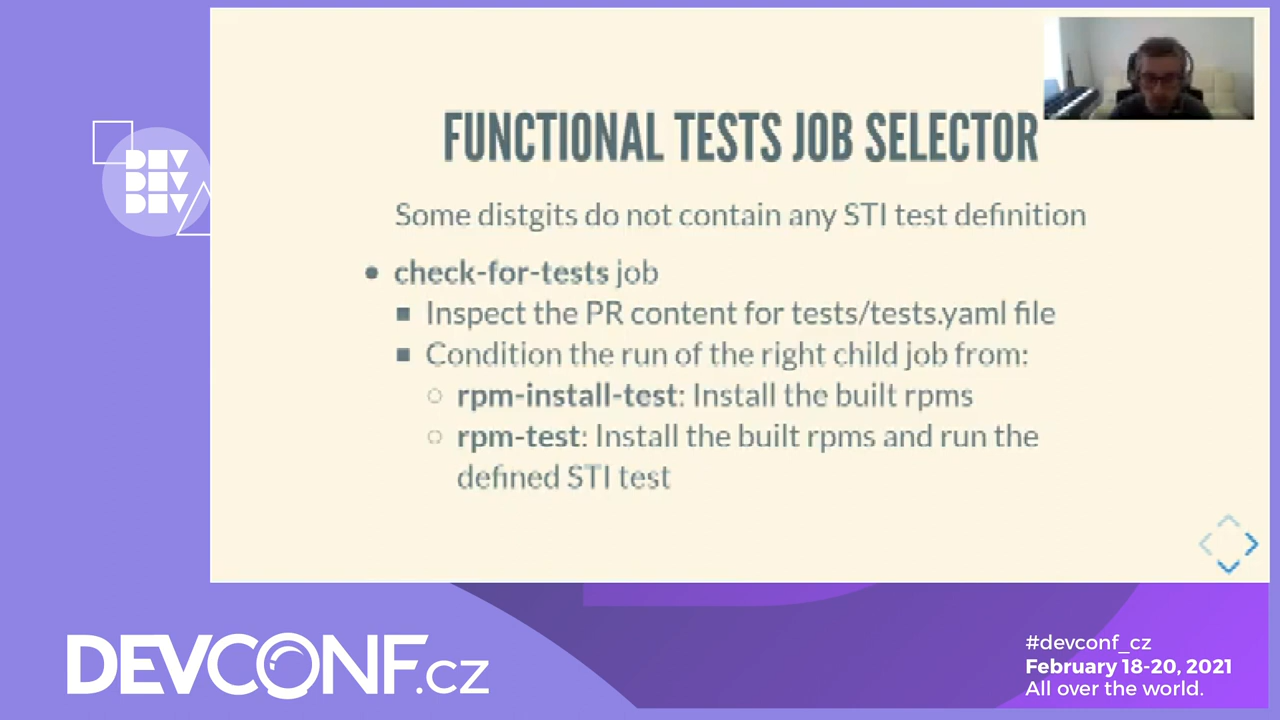 DEV
DEV
DEV
FUNCTIONAL TESTS JOB SELECTOR
Some distgits do not contain any STI test definition
check-for-tests job
Inspect the PR content for tests/tests.yaml file
Condition the run of the right child job from:
rpm-install-test: Install the built rpms
rpm-test: Install the built rpms and run the
defined STI test
DEVCONF.cz
#devconf_cz
February 18-20, 2021
All over the world.